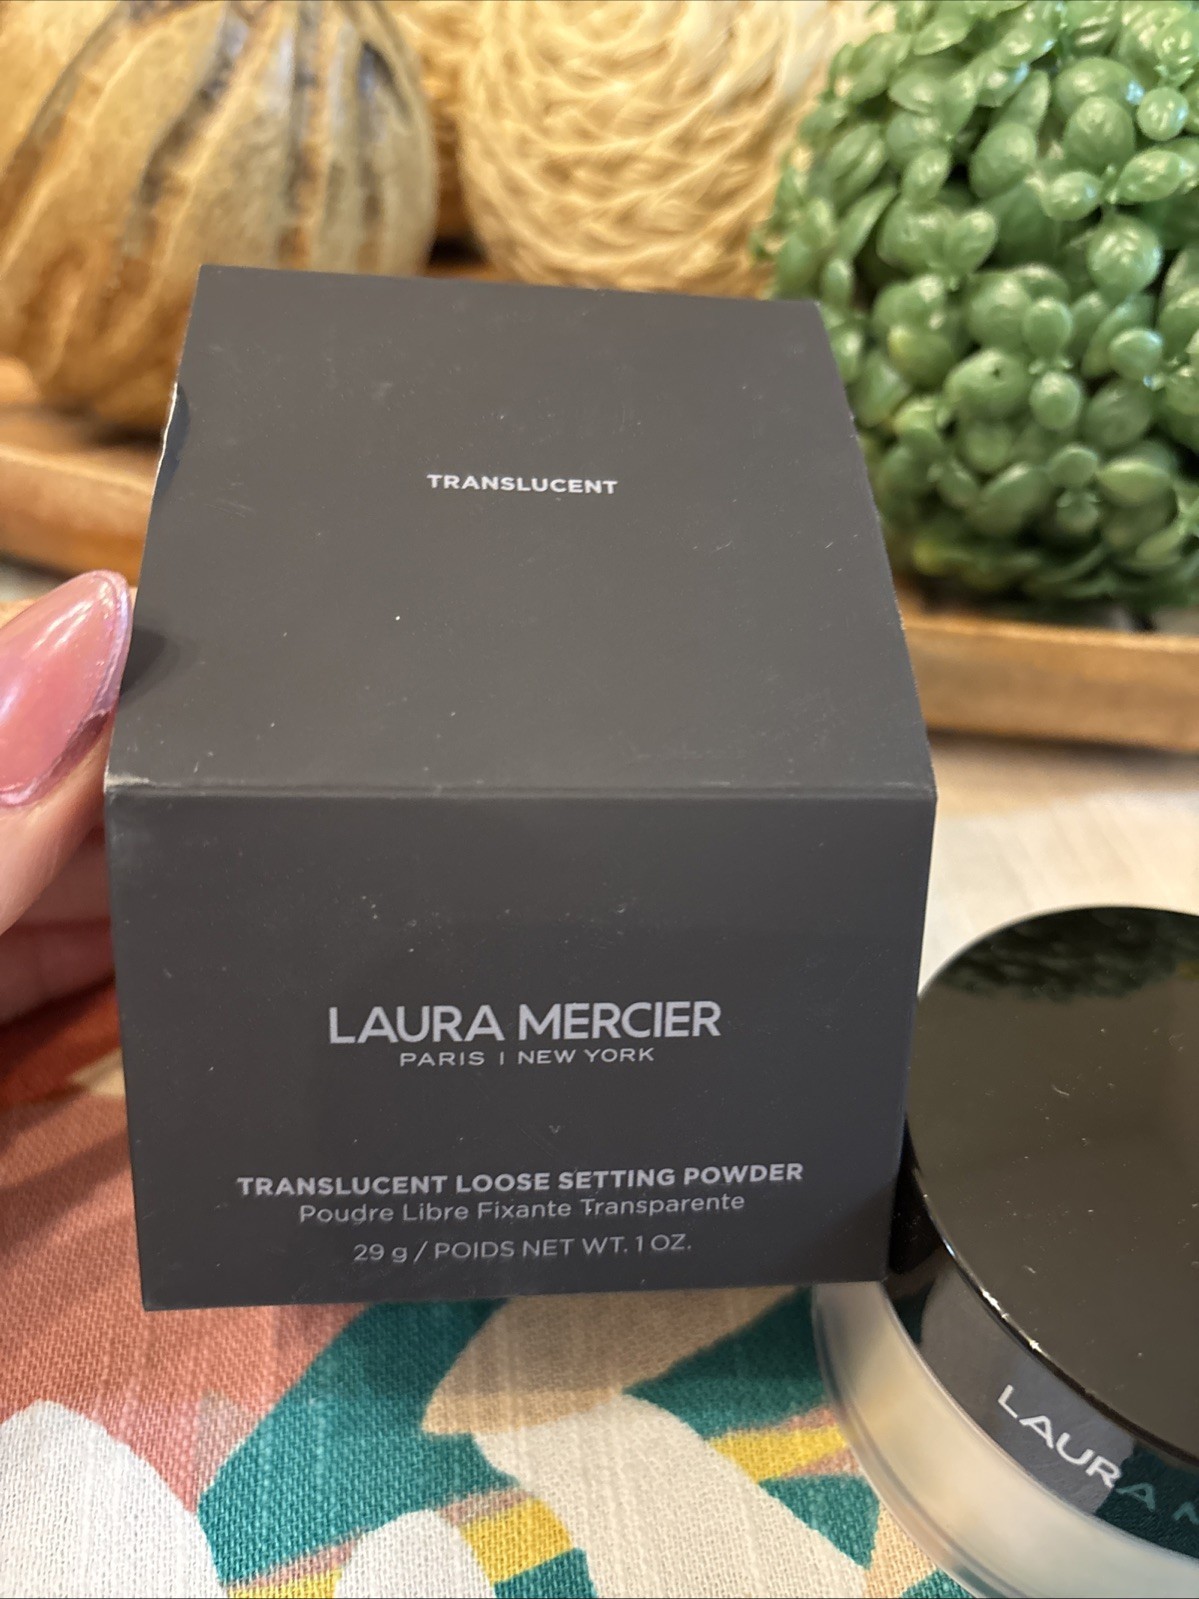 TRANSLUCENT
LAURA MERCIER
PARIS | NEW YORK
TRANSLUCENT LOOSE SETTING POWDER
Poudre Libre Fixante Transparente
29 g / POIDS NET WT. 1 OZ.
LAURA M